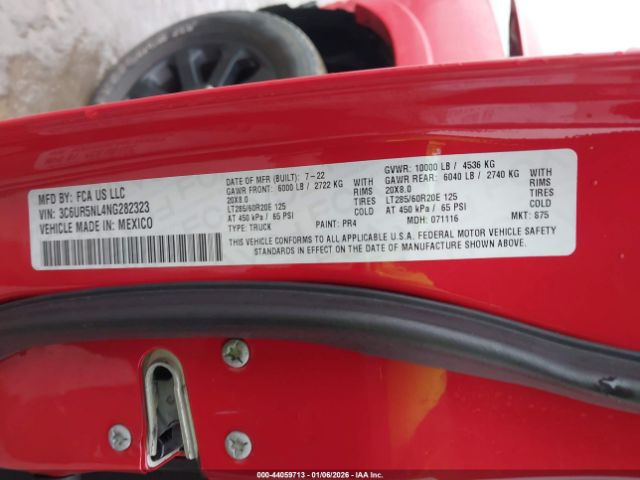 MFD BY: FCA US LLC
VIN: 3C6UR5NL4NG282323
VEHICLE MADE IN: MEXICO
DATE OF MFR (BUILT): 7-22
GAWR FRONT: 6000 LB / 2722 KG WITH
20X8.0 RIMS
LT285/60R20E 125 TIRES
AT 450 kPa / 65 PSI COLD
TYPE: TRUCK PAINT: PR4
GVWR: 10000 LB / 4536 KG
GAWR REAR: 6040 LB / 2740 KG WITH
20X8.0 RIMS
LT285/60R20E 125 TIRES
AT 450 kPa / 65 PSI COLD
MDH: 071116 MKT: 875
THIS VEHICLE CONFORMS TO ALL APPLICABLE U.S.A. FEDERAL MOTOR VEHICLE SAFETY
STANDARDS IN EFFECT ON THE DATE OF MANUFACTURE SHOWN ABOVE.
000-44059713 - 01/06/2026 - IAAI.com